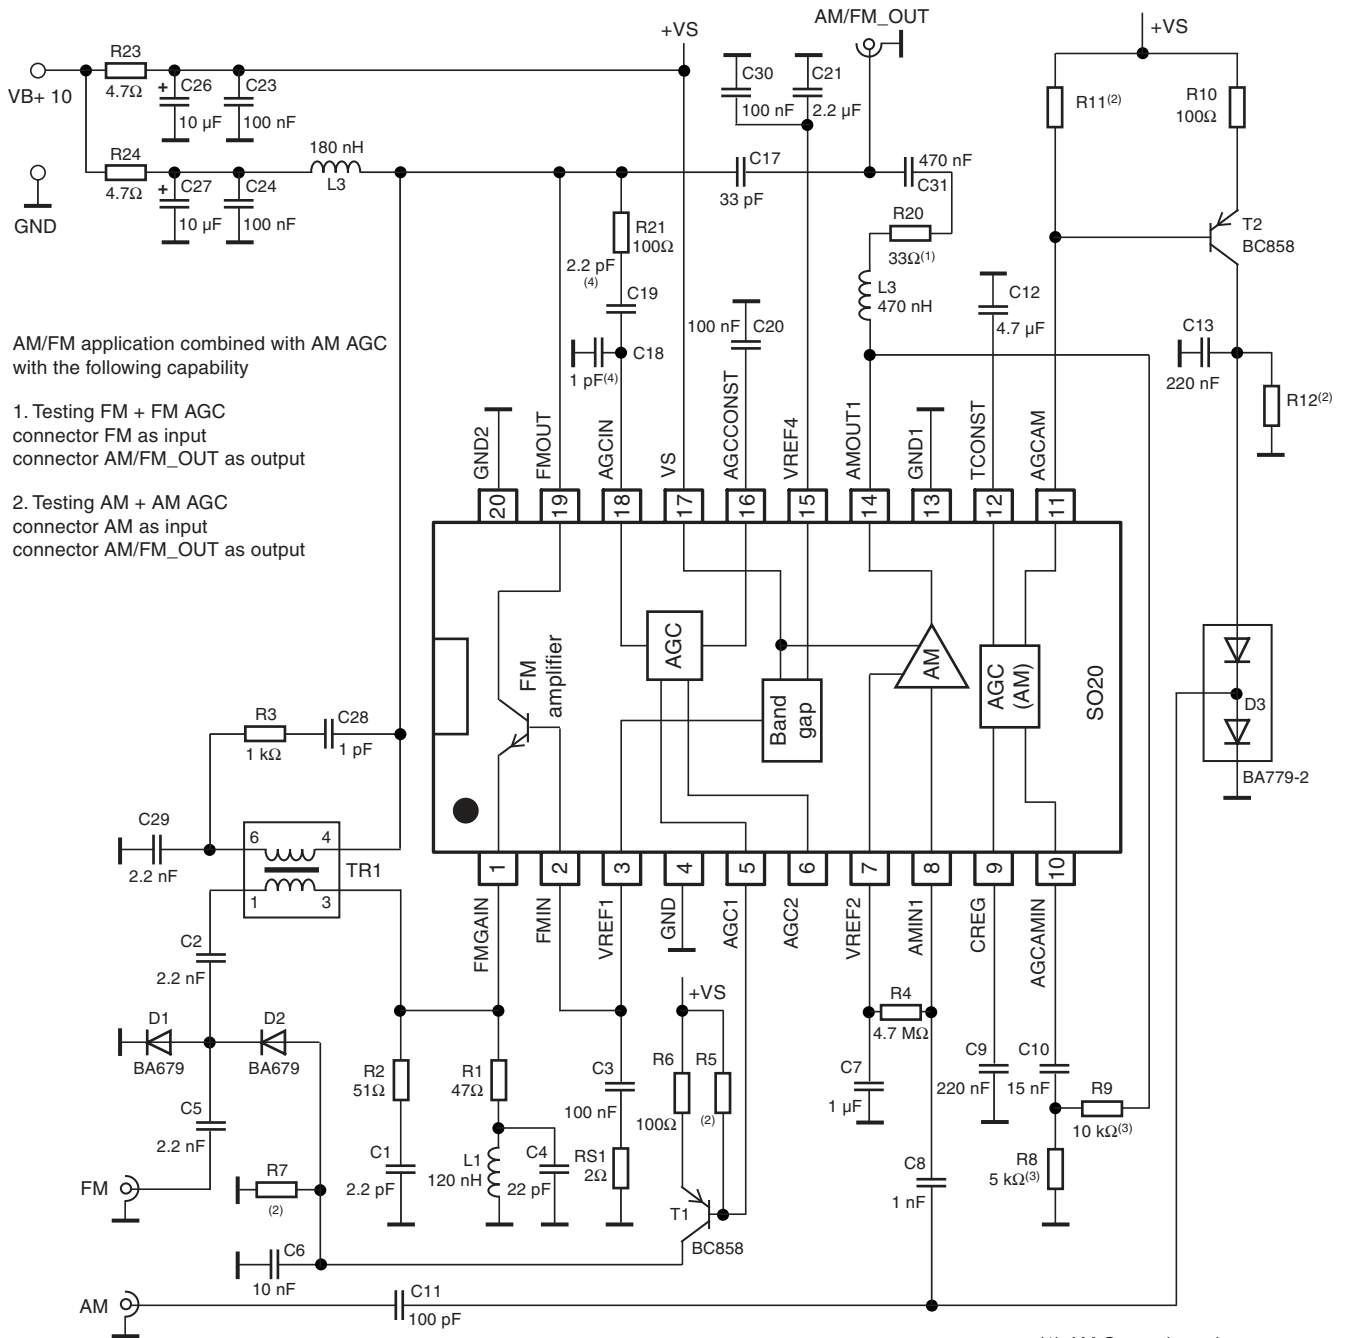 AM/FM_OUT
+VS
+VS
R23
4.7Ω
VB+ 10
+
C26
10 µF
C23
100 nF
C30
100 nF
C21
2.2 µF
R11(2)
R10
100Ω
R24
4.7Ω
+
C27
10 µF
C24
100 nF
180 nH
L3
GND
C17
33 pF
470 nF
C31
R20
33Ω(1)
R21
100Ω
2.2 pF
(4)
C19
T2
BC858
L3
470 nH
C12
4.7 µF
100 nF
C20
C18
1 pF(4)
C13
220 nF
R12(2)
AM/FM application combined with AM AGC
with the following capability
1. Testing FM + FM AGC
connector FM as input
connector AM/FM_OUT as output
2. Testing AM + AM AGC
connector AM as input
connector AM/FM_OUT as output
GND2
FMOUT
AGCIN
VS
AGCCONST
VREF4
AMOUT1
GND1
TCONST
AGCAM
20
19
18
17
16
15
14
13
12
11
FM
amplifier
AGC
Band
gap
AM
AGC
(AM)
SO20
D3
BA779-2
R3
1 kΩ
C28
1 pF
C29
2.2 nF
6
4
TR1
1
3
1
2
3
4
5
6
7
8
9
10
FMGAIN
FMIN
VREF1
GND
AGC1
AGC2
VREF2
AMIN1
CREG
AGCAMIN
C2
2.2 nF
+VS
R4
4.7 MΩ
D1
BA679
D2
BA679
R2
51Ω
R1
47Ω
C3
100 nF
R6
100Ω
R5
(2)
C7
1 µF
C9
220 nF
C10
15 nF
R9
10 kΩ(3)
C5
2.2 nF
C1
2.2 pF
L1
120 nH
C4
22 pF
RS1
2Ω
C8
1 nF
R8
5 kΩ(3)
FM
R7
(2)
T1
BC858
C6
10 nF
AM
C11
100 pF